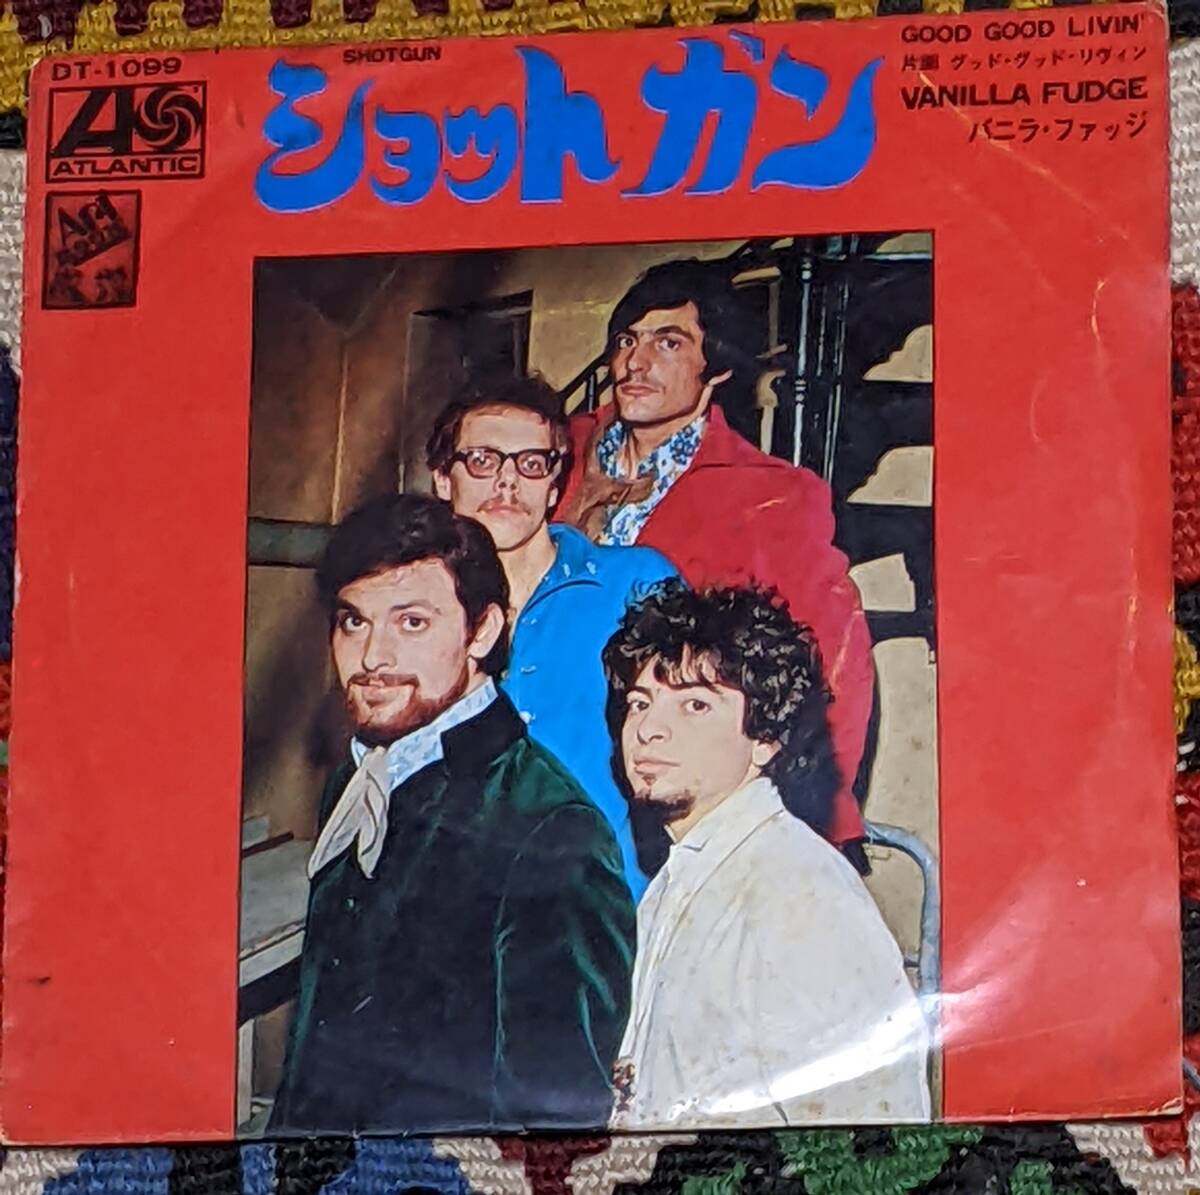 DT-1099
ATLANTIC
Art
SHOTGUN
ショットガン
GOOD GOOD LIVIN'
片面 グッド・グッド・リヴィン
VANILLA FUDGE
バニラ・ファッジ